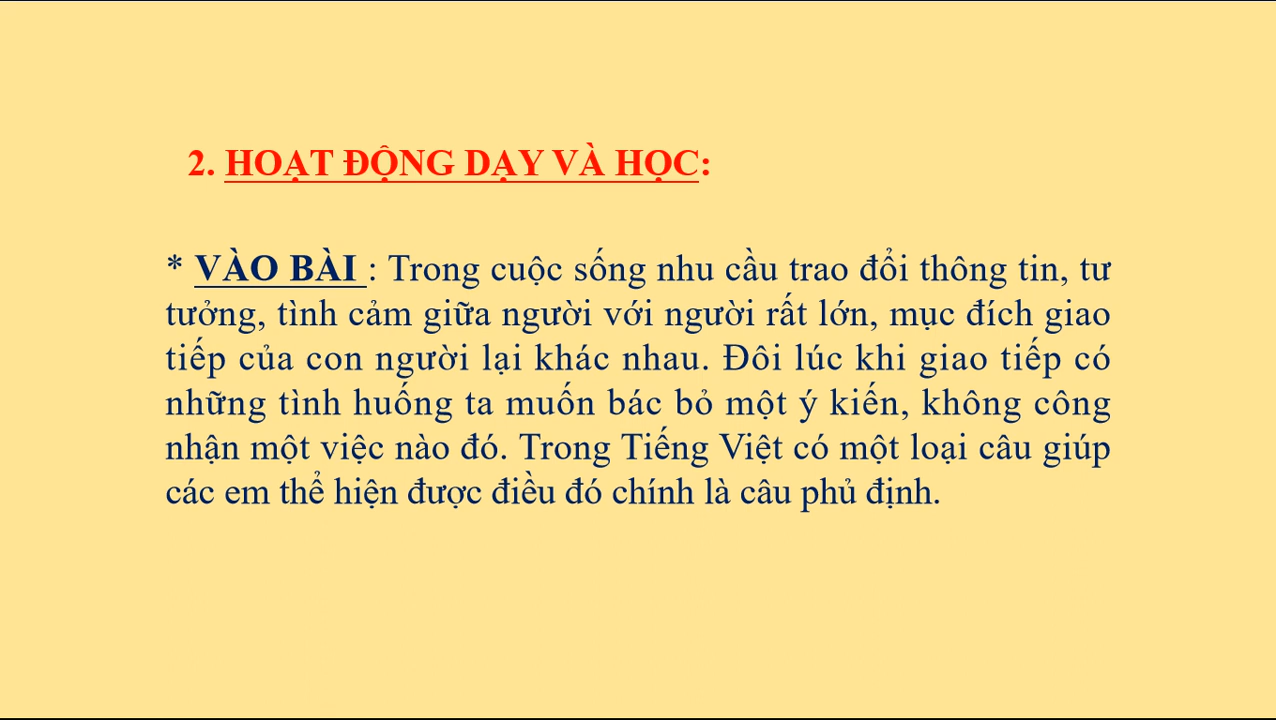 2. HOẠT ĐỘNG DẠY VÀ HỌC:
* VÀO BÀI : Trong cuộc sống nhu cầu trao đổi thông tin, tư
tưởng, tình cảm giữa người với người rất lớn, mục đích giao
tiếp của con người lại khác nhau. Đôi lúc khi giao tiếp có
những tình huống ta muốn bác bỏ một ý kiến, không công
nhận một việc nào đó. Trong Tiếng Việt có một loại câu giúp
các em thể hiện được điều đó chính là câu phủ định.